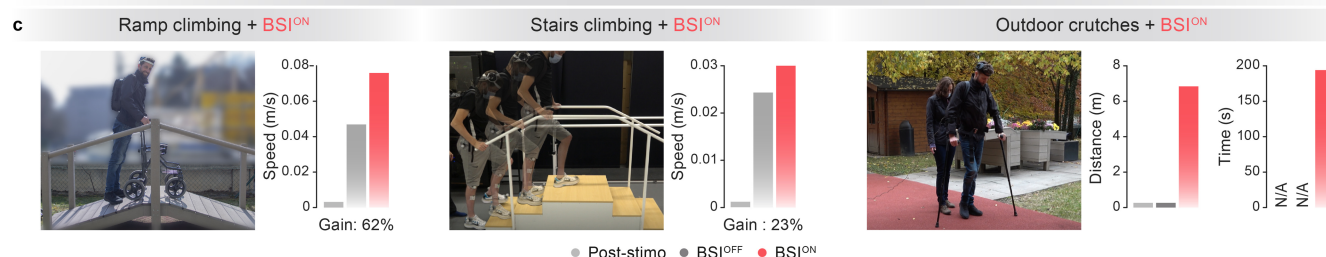 c
Ramp climbing + BSI^ON
Stairs climbing + BSI^ON
Outdoor crutches + BSI^ON
Speed (m/s)
0.08
0.06
0.04
0.02
0
Gain: 62%
Speed (m/s)
0.03
0.02
0.01
0
Gain : 23%
Distance (m)
8
6
4
2
0
Time (s)
200
150
100
50
0
N/A
N/A
Post-stimo BSI^OFF BSI^ON